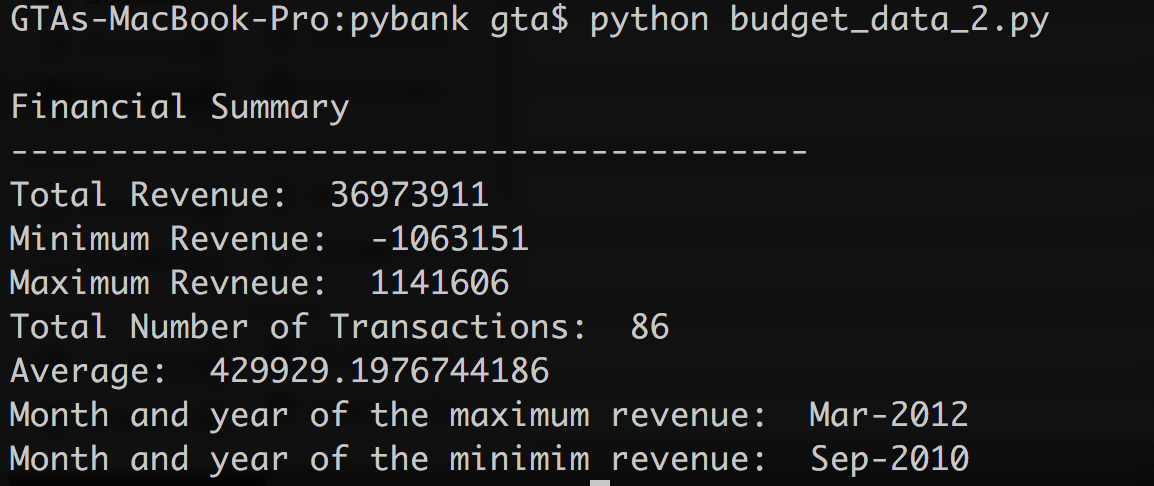 GTAs-MacBook-Pro:pybank gta$ python budget_data_2.py
Financial Summary
----------------------------------------
Total Revenue:  36973911
Minimum Revenue:  -1063151
Maximum Revneue:  1141606
Total Number of Transactions:  86
Average:  429929.1976744186
Month and year of the maximum revenue:  Mar-2012
Month and year of the minimim revenue:  Sep-2010